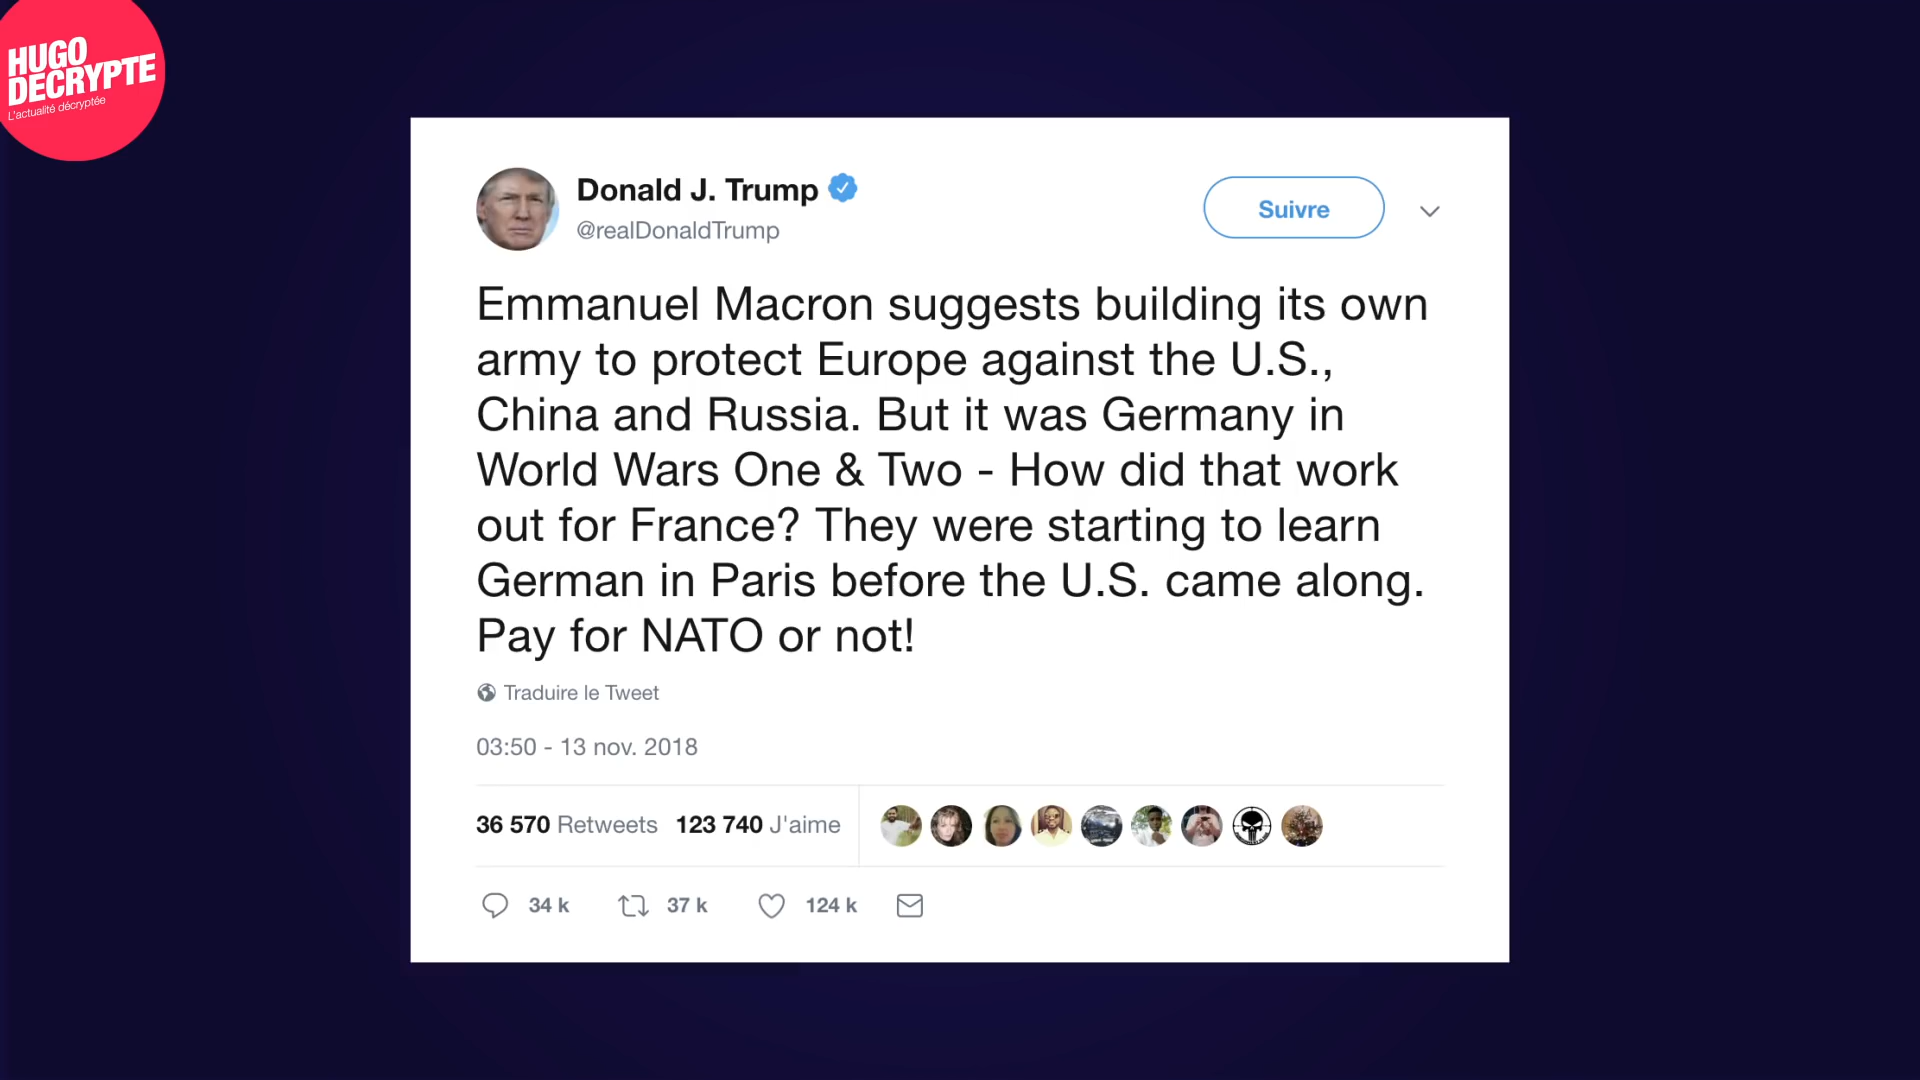 HUGO
DECRYPTE
L'actualité décryptée
Donald J. Trump
@realDonaldTrump
Suivre
Emmanuel Macron suggests building its own
army to protect Europe against the U.S.,
China and Russia. But it was Germany in
World Wars One & Two - How did that work
out for France? They were starting to learn
German in Paris before the U.S. came along.
Pay for NATO or not!
Traduire le Tweet
03:50 - 13 nov. 2018
36 570 Retweets 123 740 J'aime
34 k 37 k 124 k